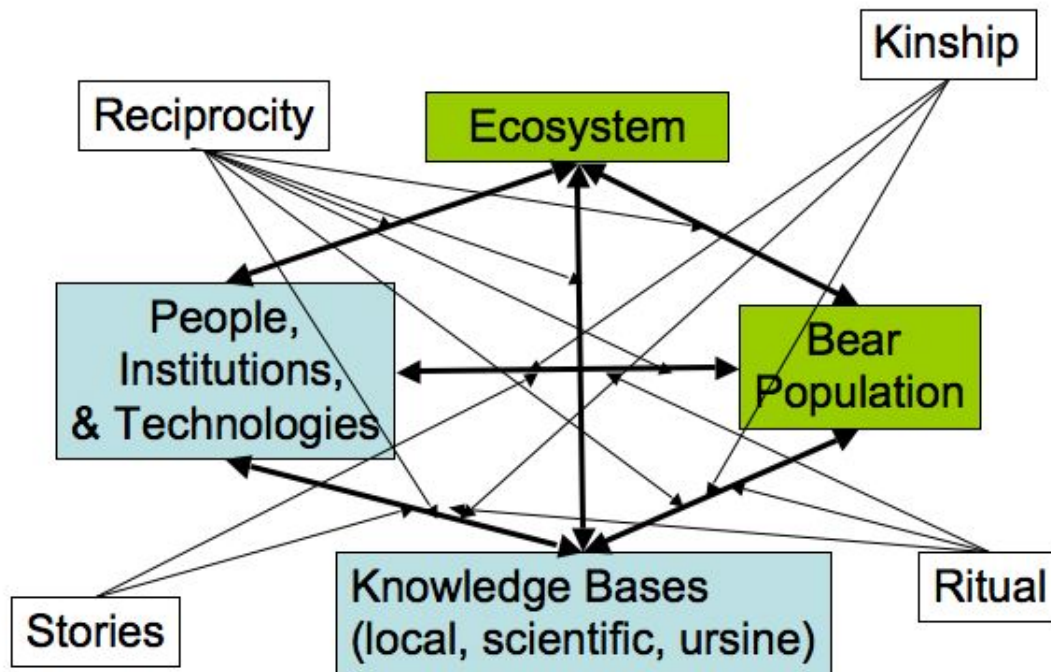 Kinship
Reciprocity
Ecosystem
People,
Institutions,
& Technologies
Bear
Population
Knowledge Bases
(local, scientific, ursine)
Ritual
Stories